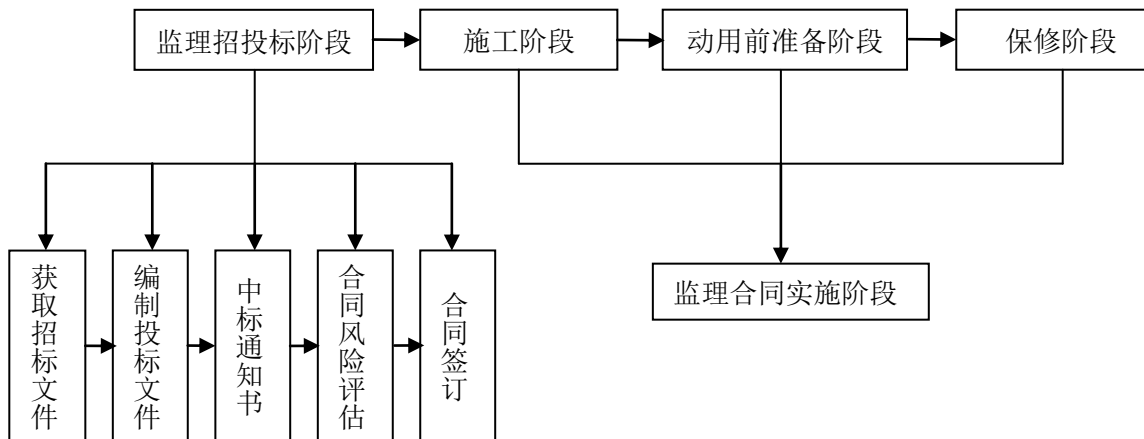 监理招投标阶段
施工阶段
动用前准备阶段
保修阶段
获取招标文件
编制投标文件
中标通知书
合同风险评估
合同签订
监理合同实施阶段